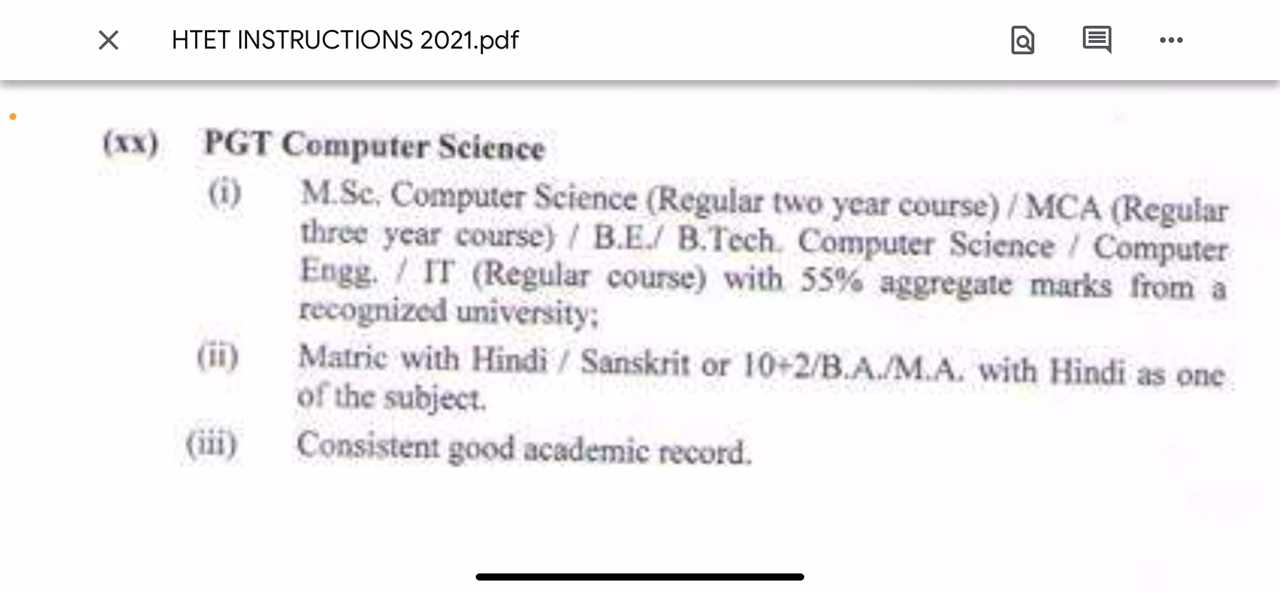 HTET INSTRUCTIONS 2021.pdf
(xx) PGT Computer Science
(i) M.Sc. Computer Science (Regular two year course) / MCA (Regular
three year course) / B.E./ B.Tech. Computer Science / Computer
Engg. / IT (Regular course) with 55% aggregate marks from a
recognized university;
(ii) Matric with Hindi / Sanskrit or 10+2/B.A./M.A. with Hindi as one
of the subject.
(iii) Consistent good academic record.